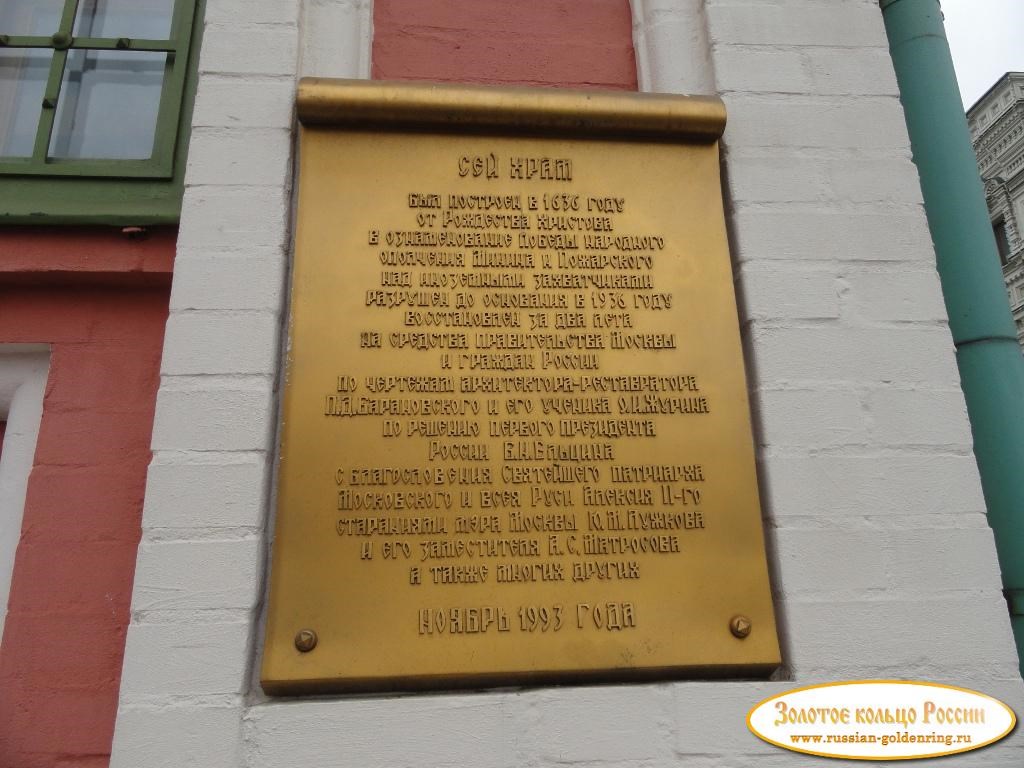 СЕЙ ХРАМ
БЫЛ ПОСТРОЕН В 1636 ГОДУ
ОТ РОЖДЕСТВА ХРИСТОВА
В ОЗНАМЕНОВАНИЕ ПОБЕДЫ НАРОДНОГО
ОПОЛЧЕНИЯ МИНИНА И ПОЖАРСКОГО
НАД ИНОЗЕМНЫМИ ЗАХВАТЧИКАМИ
РАЗРУШЕН ДО ОСНОВАНИЯ В 1936 ГОДУ
ВОССТАНОВЛЕН ЗА ДВА ЛЕТА
НА СРЕДСТВА ПРАВИТЕЛЬСТВА МОСКВЫ
И ГРАЖДАН РОССИИ
ПО ЧЕРТЕЖАМ АРХИТЕКТОРА-РЕСТАВРАТОРА
П.Д.БАРАНОВСКОГО И ЕГО УЧЕНИКА О.И.ЖУРИНА
ПО РЕШЕНИЮ ПЕРВОГО ПРЕЗИДЕНТА
РОССИИ Б.Н.ЕЛЬЦИНА
С БЛАГОСЛОВЕНИЯ СВЯТЕЙШЕГО ПАТРИАРХА
МОСКОВСКОГО И ВСЕЯ РУСИ АЛЕКСИЯ II-ГО
СТАРАНИЯМИ МЭРА МОСКВЫ Ю.М.ЛУЖКОВА
И ЕГО ЗАМЕСТИТЕЛЯ А.С.МАТРОСОВА
А ТАКЖЕ МНОГИХ ДРУГИХ
НОЯБРЬ 1993 ГОДА
Золотое кольцо России
www.russian-goldenring.ru